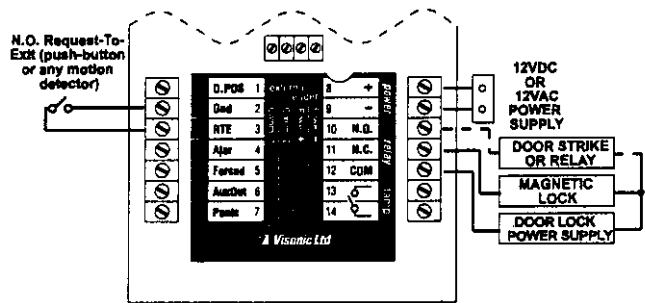 N.O. Request-To-
Exit (push-button
or any motion
detector)
D.POS 1
Gnd 2
RTE 3
Ajar 4
Forced 5
AuxOut 6
Panic 7
8 +
9 −
10 N.O.
11 N.C.
12 COM
13
14
power
relay
Visonic Ltd
12VDC
OR
12VAC
POWER
SUPPLY
DOOR STRIKE
OR RELAY
MAGNETIC
LOCK
DOOR LOCK
POWER SUPPLY